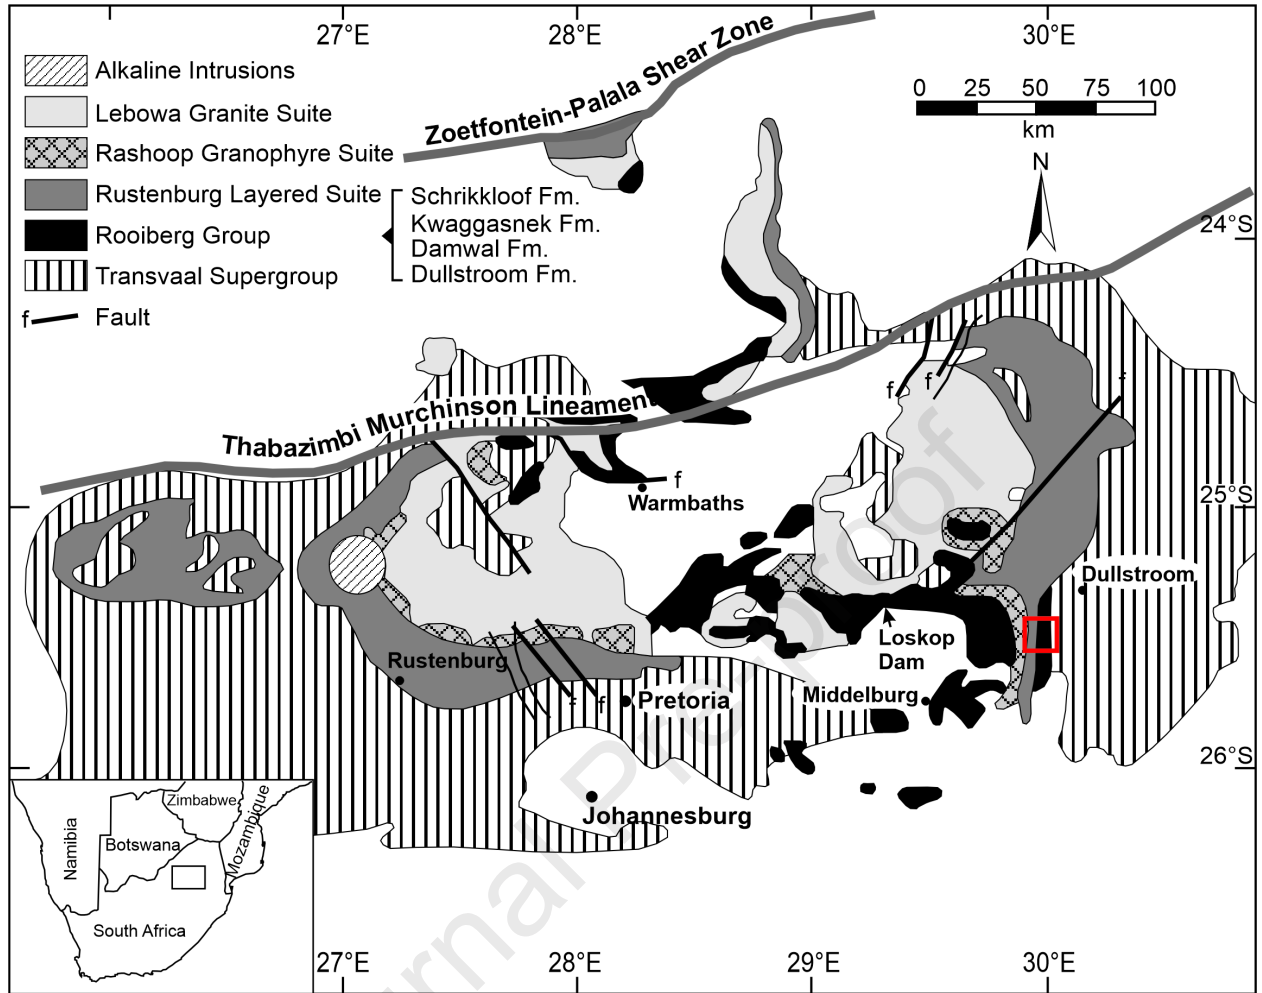 27°E
28°E
30°E
Zoetfontein-Palala Shear Zone
Alkaline Intrusions
Lebowa Granite Suite
Rashoop Granophyre Suite
Rustenburg Layered Suite
Rooiberg Group
Transvaal Supergroup
f
Fault
Schrikkloof Fm.
Kwaggasnek Fm.
Damwal Fm.
Dullstroom Fm.
0 25 50 75 100
km
N
24°S
Thabazimbi Murchinson Lineament
f
f
f
f
Warmbaths
25°S
Dullstroom
Loskop
Dam
Rustenburg
Middelburg
Pretoria
f
f
26°S
Johannesburg
Zimbabwe
Mozambique
Botswana
Namibia
South Africa
27°E
28°E
29°E
30°E
rnal Pre-proof